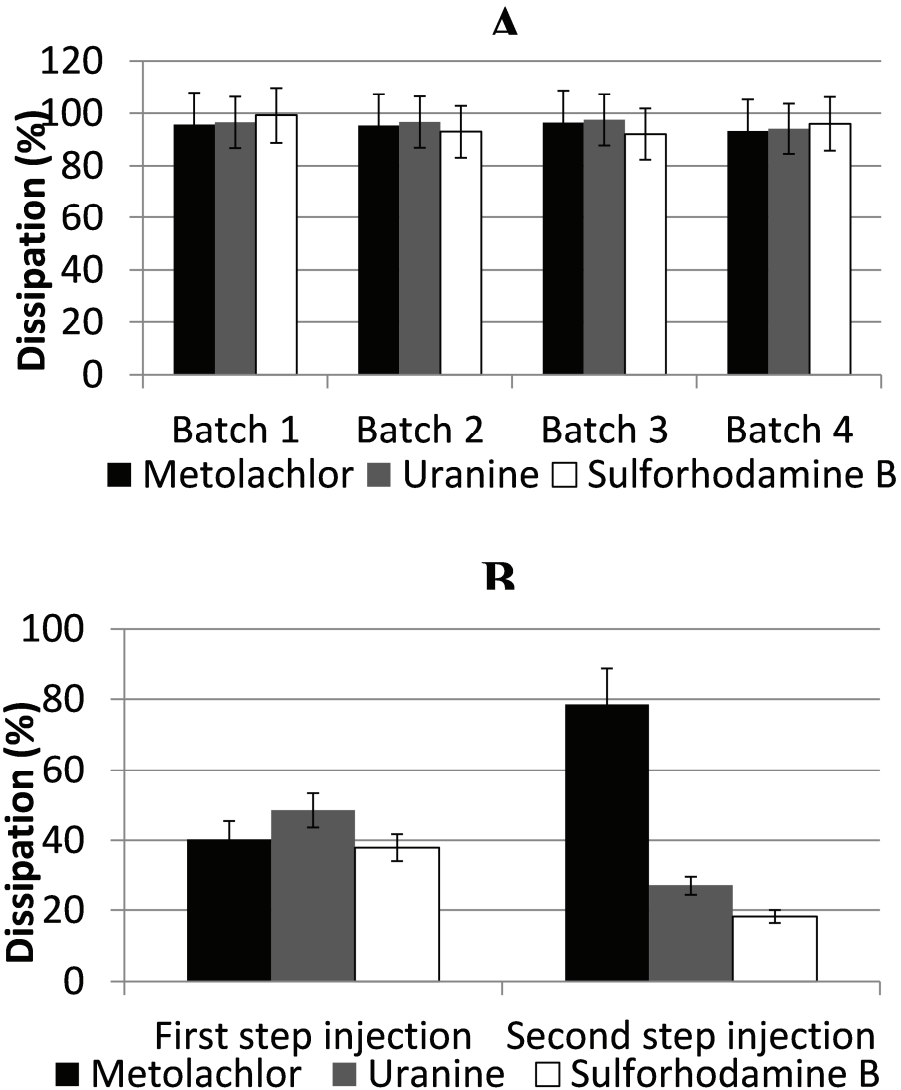 A
120
100
80
60
40
20
0
Dissipation (%)
Batch 1 Batch 2 Batch 3 Batch 4
Metolachlor Uranine Sulforhodamine B
B
100
80
60
40
20
0
Dissipation (%)
First step injection Second step injection
Metolachlor Uranine Sulforhodamine B